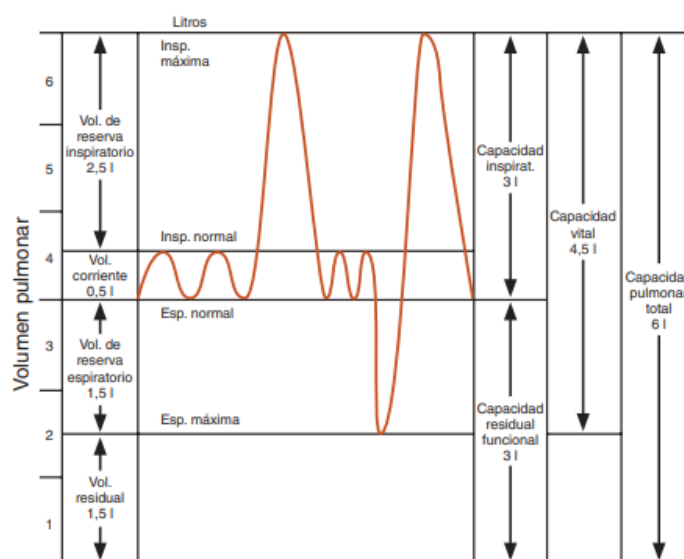 Litros
Volumen pulmonar
6
5
4
3
2
1
Vol. de
reserva
inspiratorio
2,5 l
Vol.
corriente
0,5 l
Vol. de
reserva
espiratorio
1,5 l
Vol.
residual
1,5 l
Insp.
máxima
Insp. normal
Esp. normal
Esp. máxima
Capacidad
inspirat.
3 l
Capacidad
residual
funcional
3 l
Capacidad
vital
4,5 l
Capacidad
pulmonar
total
6 l